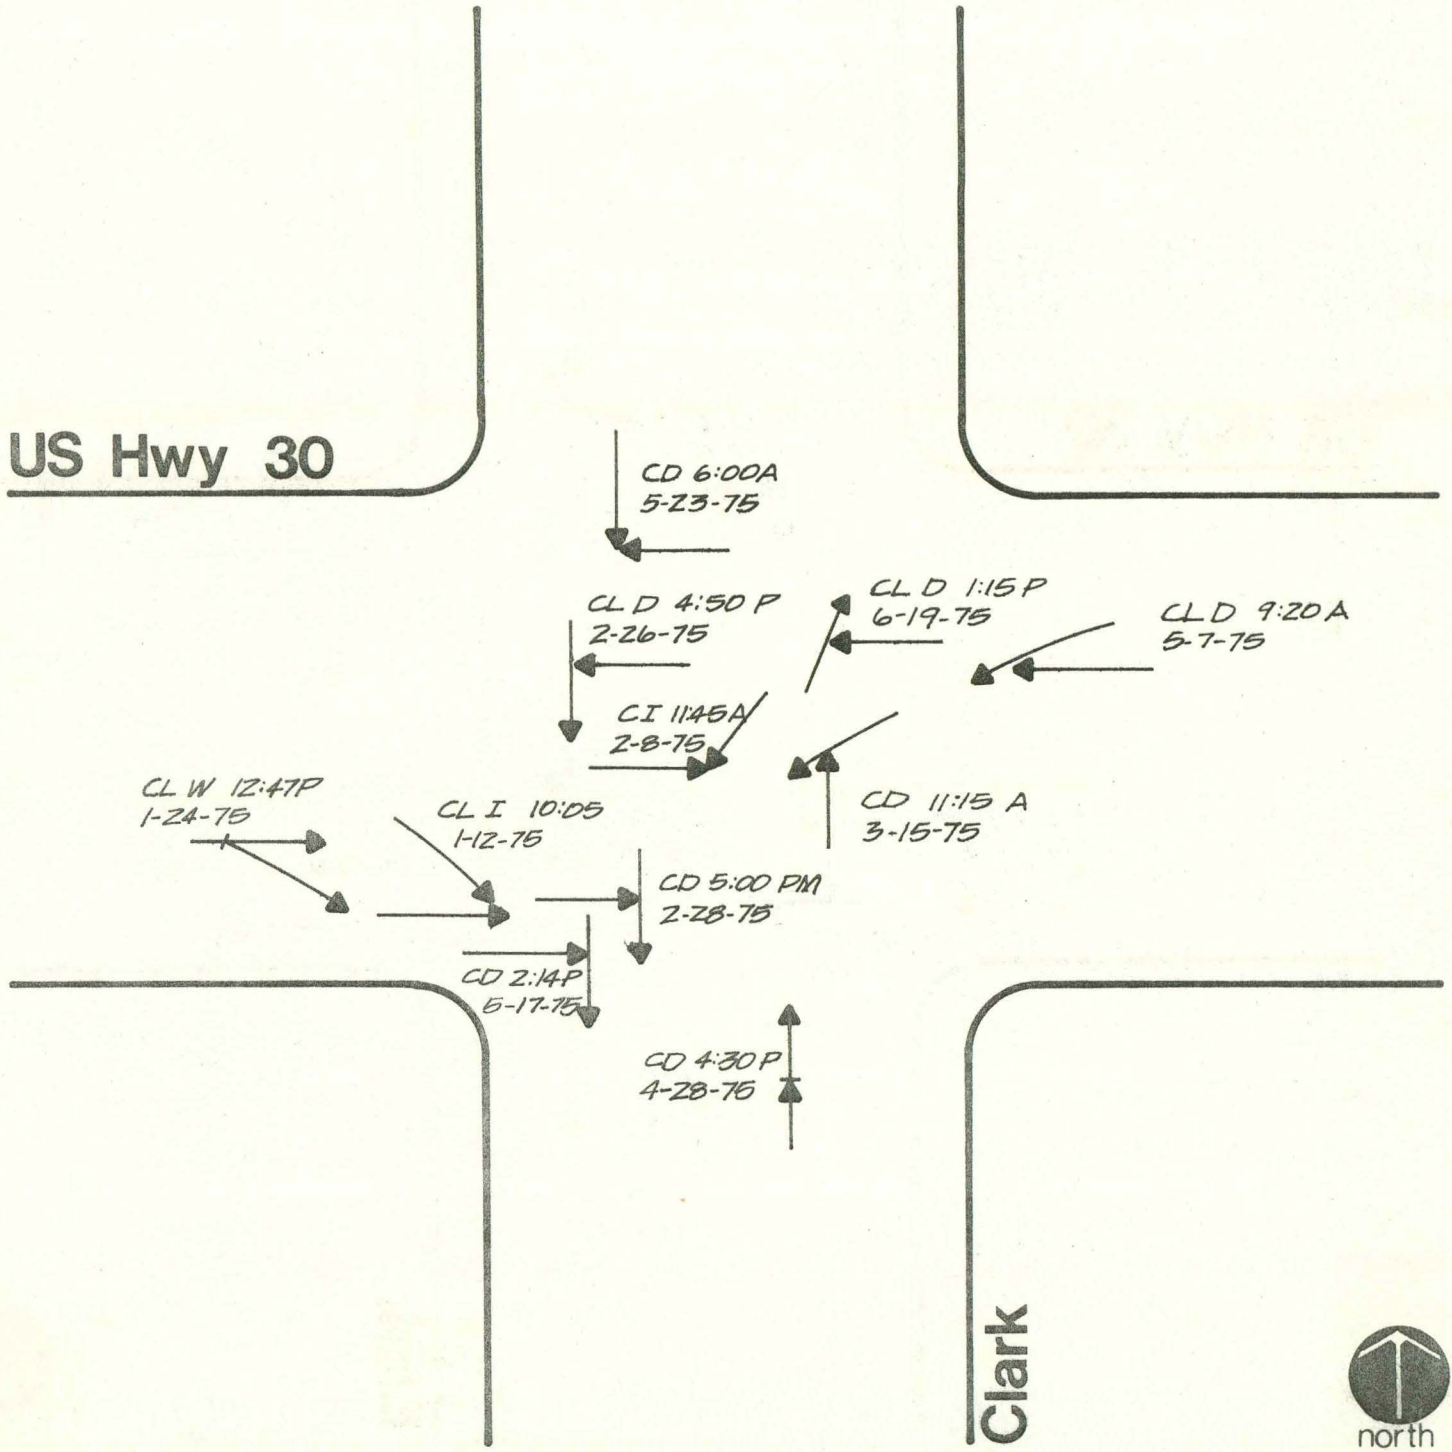 US Hwy 30
CD 6:00A
5-23-75
CL D 4:50 P
2-26-75
CL D 1:15 P
6-19-75
CL D 9:20 A
5-7-75
CI 11:45A
2-8-75
CL W 12:47P
1-24-75
CL I 10:05
1-12-75
CD 11:15 A
3-15-75
CD 5:00 PM
2-28-75
CD 2:14P
5-17-75
CD 4:30 P
4-28-75
Clark
north